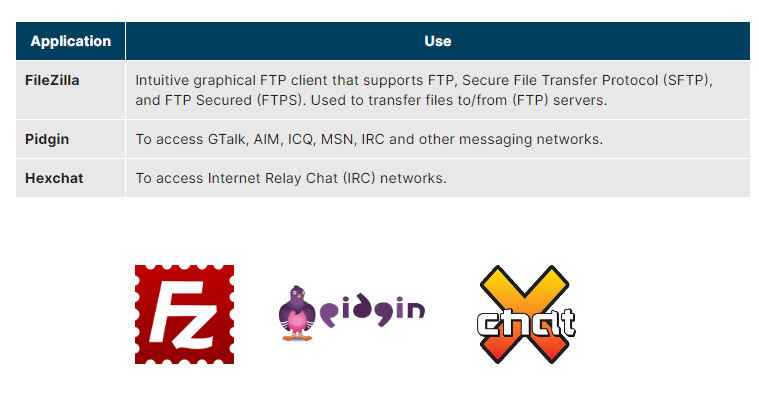 Application Use
FileZilla Intuitive graphical FTP client that supports FTP, Secure File Transfer Protocol (SFTP),
and FTP Secured (FTPS). Used to transfer files to/from (FTP) servers.
Pidgin To access GTalk, AIM, ICQ, MSN, IRC and other messaging networks.
Hexchat To access Internet Relay Chat (IRC) networks.
Fz pidgin X chat